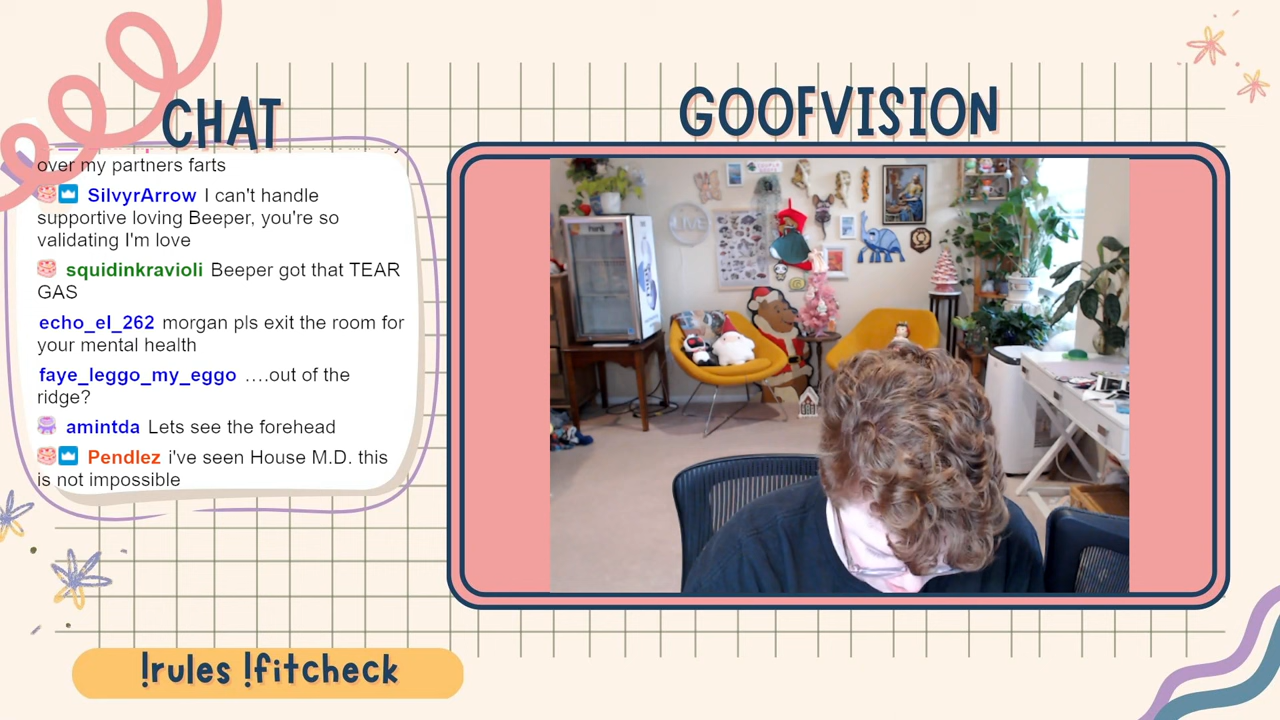 CHAT
GOOFVISION
over my partners farts
SilvyrArrow I can't handle
supportive loving Beeper, you're so
validating I'm love
squidinkravioli Beeper got that TEAR
GAS
echo_el_262 morgan pls exit the room for
your mental health
faye_leggo_my_eggo ....out of the
ridge?
amintda Lets see the forehead
Pendlez i've seen House M.D. this
is not impossible
!rules !fitcheck